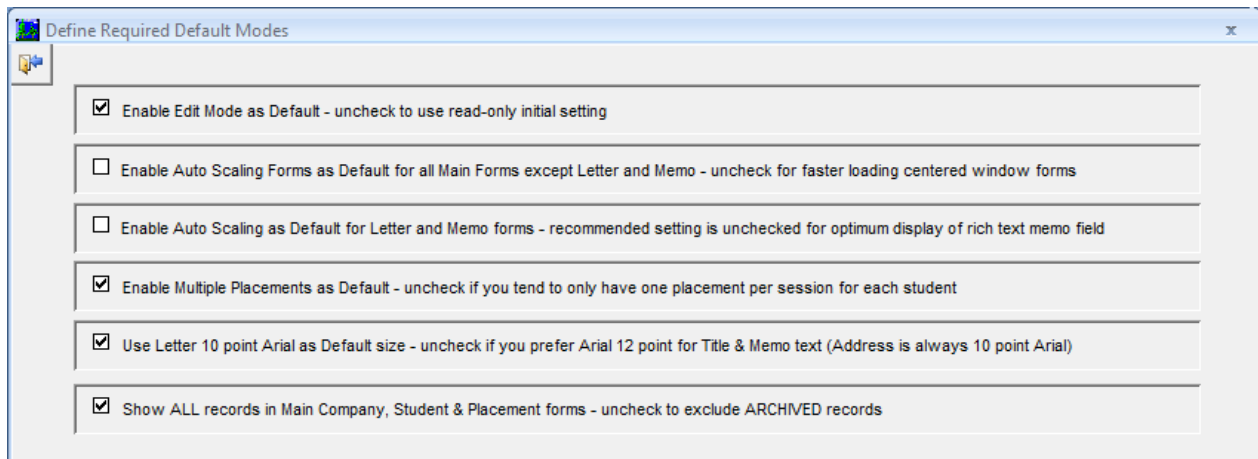 Define Required Default Modes
x
Enable Edit Mode as Default - uncheck to use read-only initial setting
Enable Auto Scaling Forms as Default for all Main Forms except Letter and Memo - uncheck for faster loading centered window forms
Enable Auto Scaling as Default for Letter and Memo forms - recommended setting is unchecked for optimum display of rich text memo field
Enable Multiple Placements as Default - uncheck if you tend to only have one placement per session for each student
Use Letter 10 point Arial as Default size - uncheck if you prefer Arial 12 point for Title & Memo text (Address is always 10 point Arial)
Show ALL records in Main Company, Student & Placement forms - uncheck to exclude ARCHIVED records